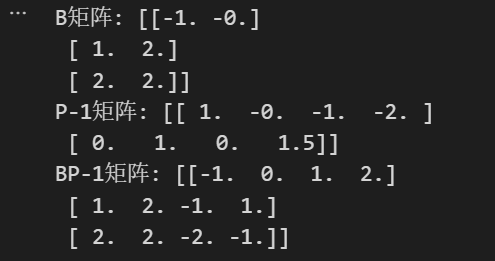 … B矩阵: [[-1. -0.]
[ 1.  2.]
[ 2.  2.]]
P-1矩阵: [[ 1.  -0.  -1.  -2. ]
[ 0.   1.   0.   1.5]]
BP-1矩阵: [[-1.  0.  1.  2.]
[ 1.  2. -1.  1.]
[ 2.  2. -2. -1.]]